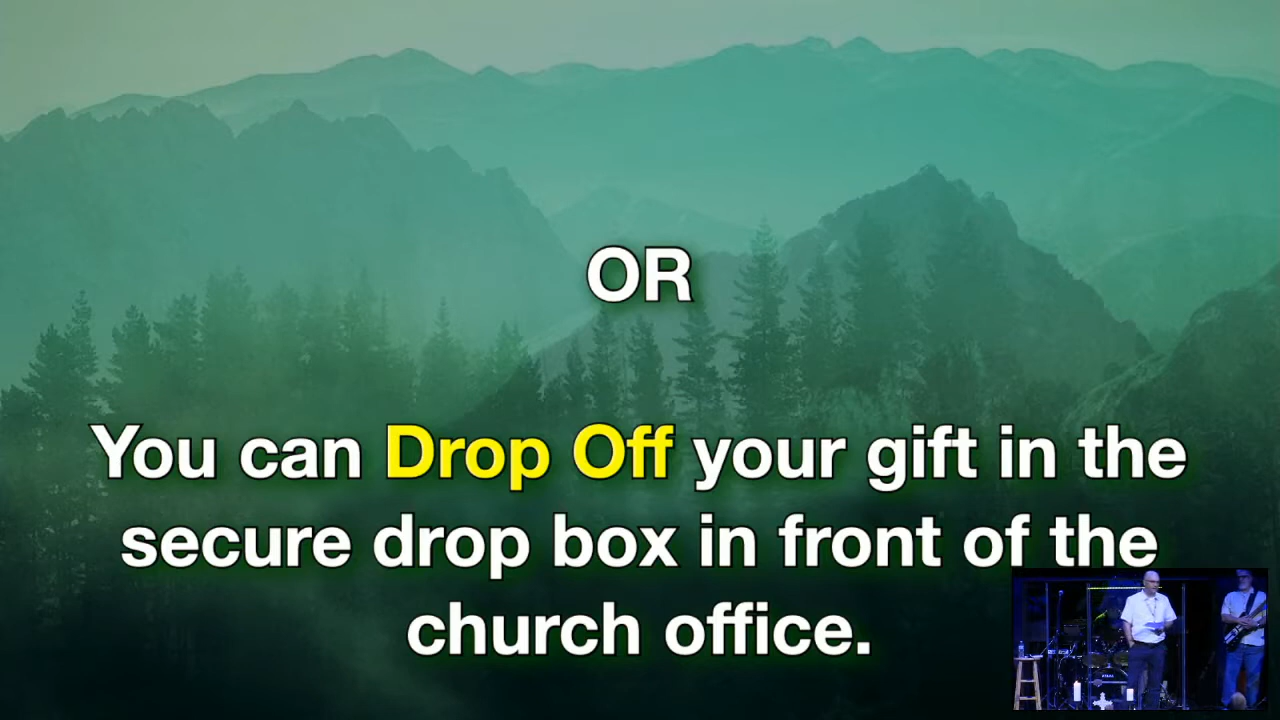 OR
You can Drop Off your gift in the
secure drop box in front of the
church office.